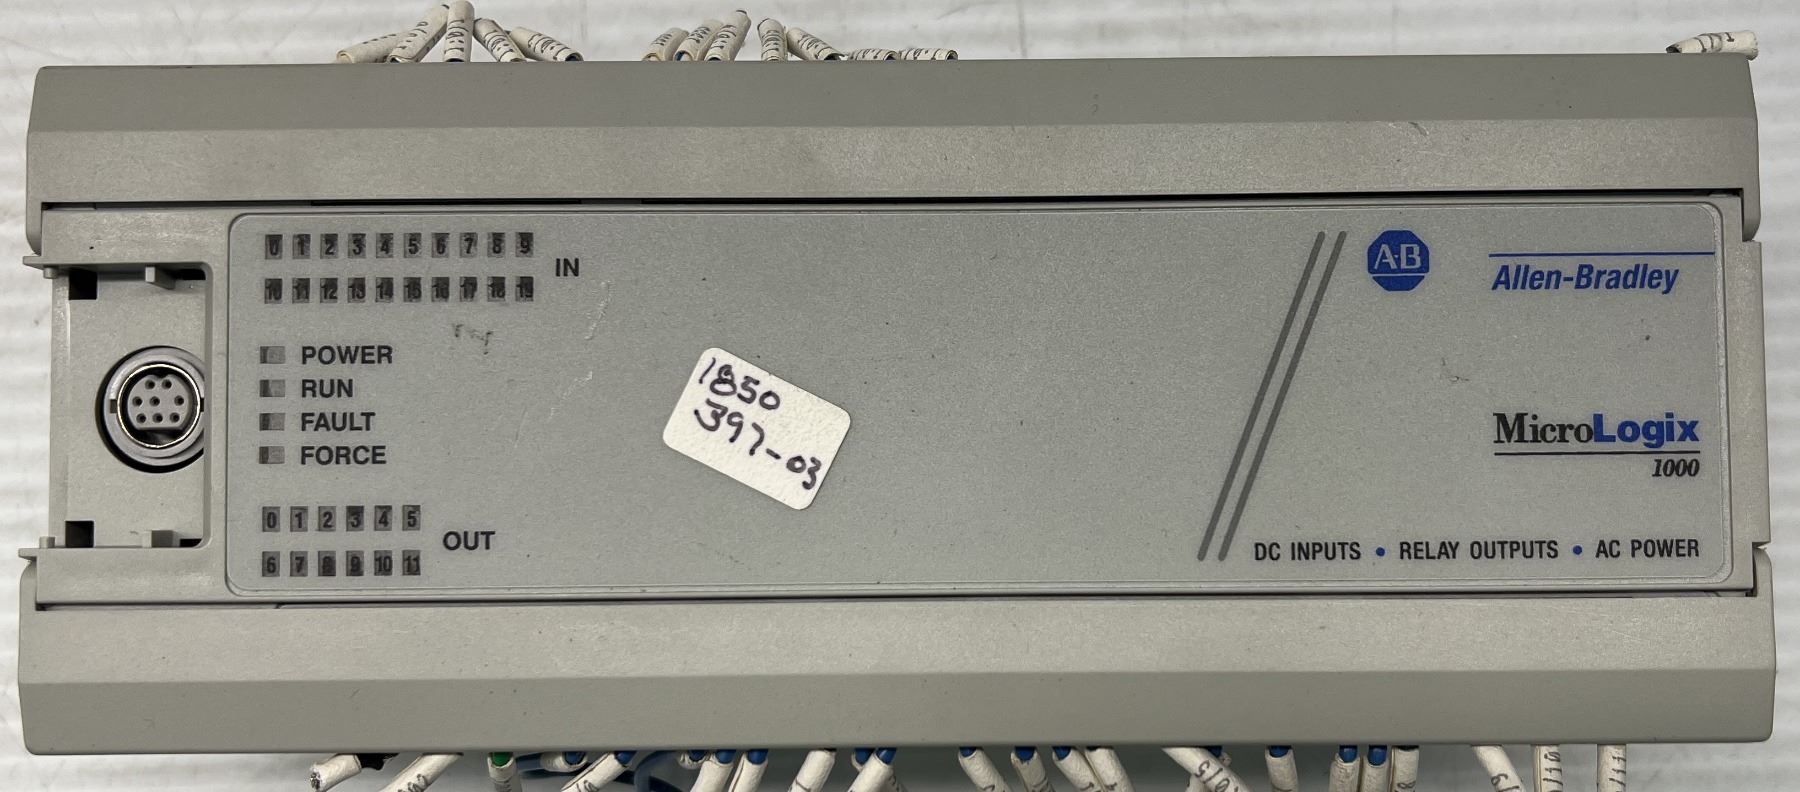 0 1 2 3 4 5 6 7 8 9
IN
10 11 12 13 14 15 16 17 18 19
POWER
RUN
FAULT
FORCE
0 1 2 3 4 5
OUT
6 7 8 9 10 11
1850
397-03
A-B
Allen-Bradley
MicroLogix
1000
DC INPUTS • RELAY OUTPUTS • AC POWER